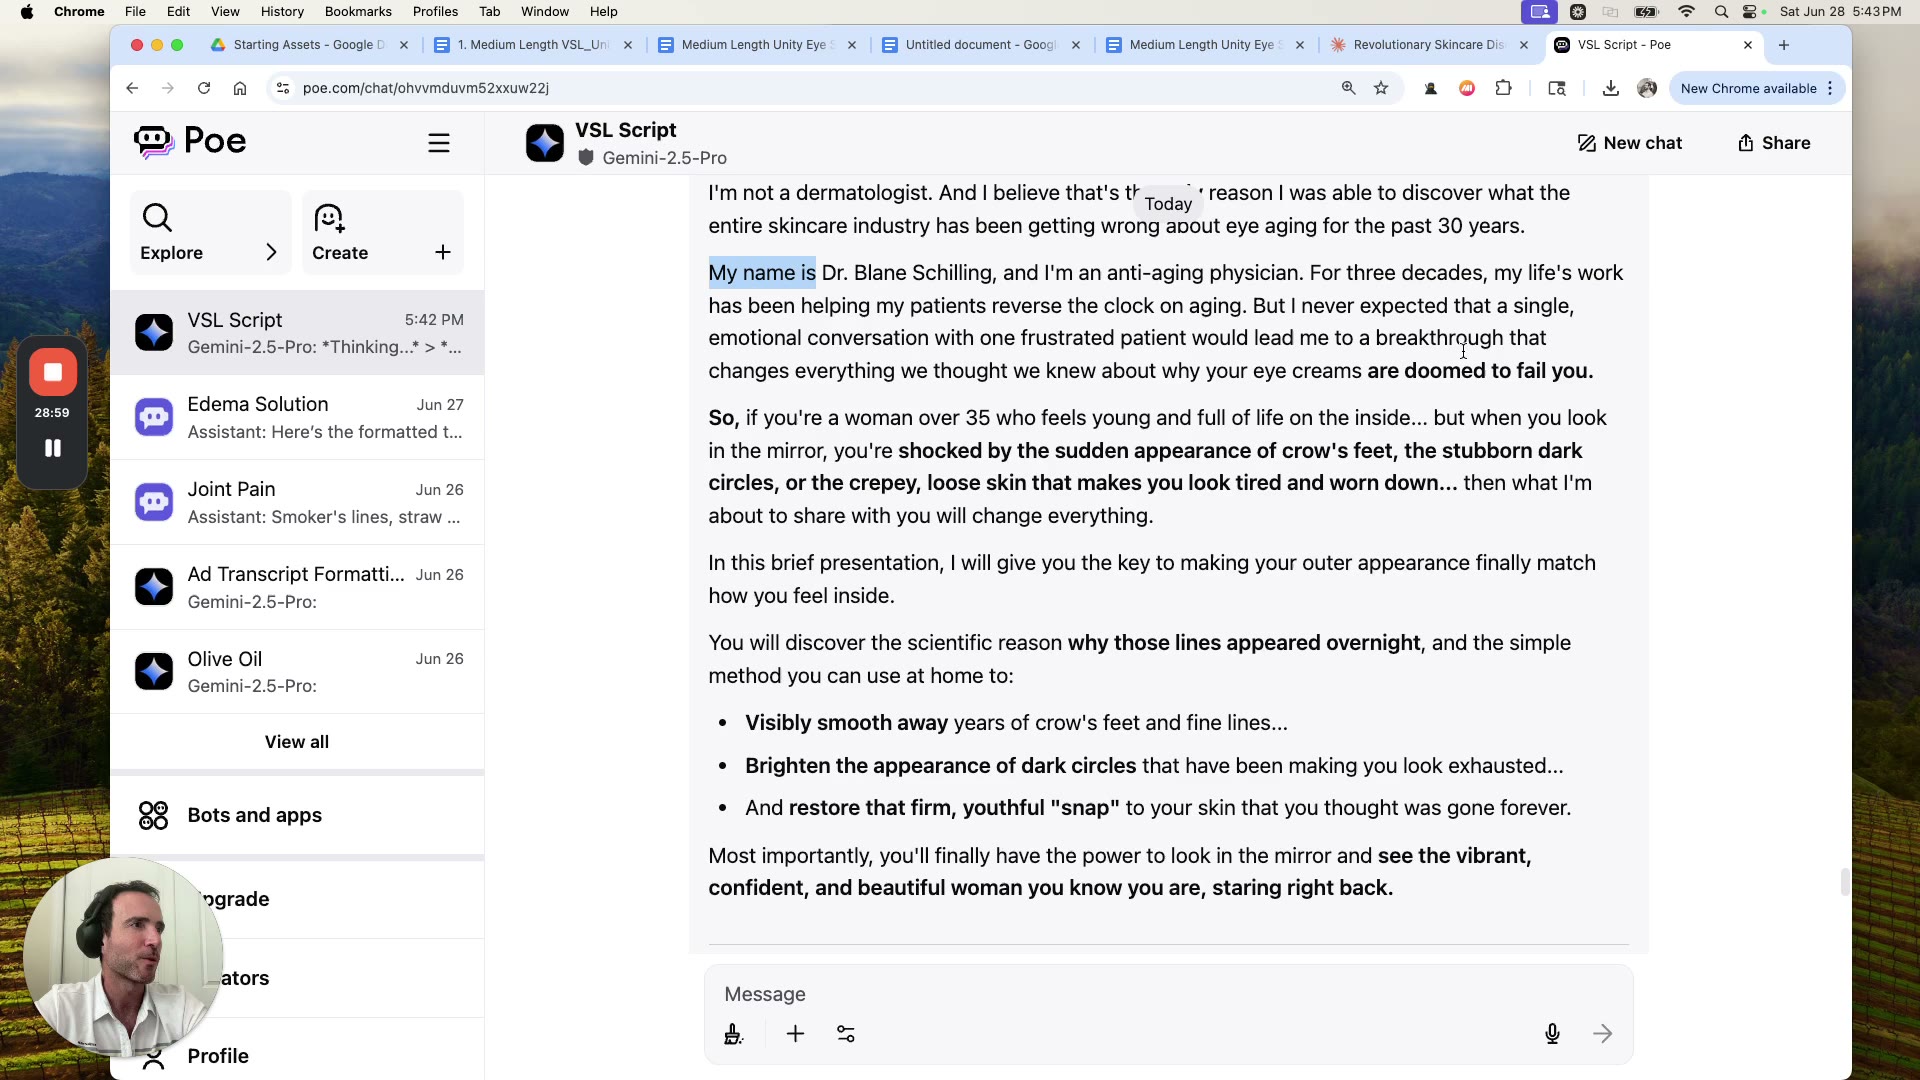 Chrome File Edit View History Bookmarks Profiles Tab Window Help Sat Jun 28 5:43 PM
Starting Assets - Google D
1. Medium Length VSL_Uni
Medium Length Unity Eye S
Untitled document - Googl
Medium Length Unity Eye S
Revolutionary Skincare Dis
VSL Script - Poe
poe.com/chat/ohvvmduvm52xxuw22j
New Chrome available
Poe
VSL Script
Gemini-2.5-Pro
New chat
Share
Explore
Create
VSL Script 5:42 PM
Gemini-2.5-Pro: *Thinking...* > *...
Edema Solution Jun 27
Assistant: Here's the formatted t...
Joint Pain Jun 26
Assistant: Smoker's lines, straw ...
Ad Transcript Formatti... Jun 26
Gemini-2.5-Pro:
Olive Oil Jun 26
Gemini-2.5-Pro:
View all
Bots and apps
pgrade
ators
Profile
28:59
Today
I'm not a dermatologist. And I believe that's reason I was able to discover what the
entire skincare industry has been getting wrong about eye aging for the past 30 years.
My name is Dr. Blane Schilling, and I'm an anti-aging physician. For three decades, my life's work
has been helping my patients reverse the clock on aging. But I never expected that a single,
emotional conversation with one frustrated patient would lead me to a breakthrough that
changes everything we thought we knew about why your eye creams are doomed to fail you.
So, if you're a woman over 35 who feels young and full of life on the inside... but when you look
in the mirror, you're shocked by the sudden appearance of crow's feet, the stubborn dark
circles, or the crepey, loose skin that makes you look tired and worn down... then what I'm
about to share with you will change everything.
In this brief presentation, I will give you the key to making your outer appearance finally match
how you feel inside.
You will discover the scientific reason why those lines appeared overnight, and the simple
method you can use at home to:
• Visibly smooth away years of crow's feet and fine lines...
• Brighten the appearance of dark circles that have been making you look exhausted...
• And restore that firm, youthful "snap" to your skin that you thought was gone forever.
Most importantly, you'll finally have the power to look in the mirror and see the vibrant,
confident, and beautiful woman you know you are, staring right back.
Message